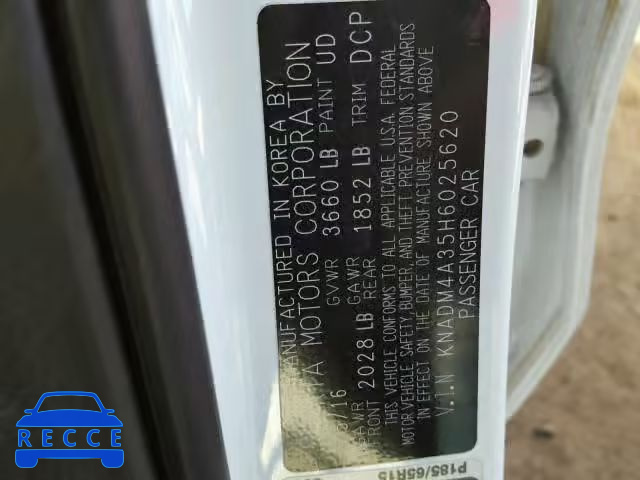 MANUFACTURED IN KOREA BY
MOTORS CORPORATION
/16 GVWR 3660 LB PAINT UD
GAWR FRONT 2028 LB GAWR REAR 1852 LB TRIM DCP
THIS VEHICLE CONFORMS TO ALL APPLICABLE U.S.A. FEDERAL
MOTOR VEHICLE SAFETY, BUMPER, AND THEFT PREVENTION STANDARDS
IN EFFECT ON THE DATE OF MANUFACTURE SHOWN ABOVE
V.I.N KNADM4A35H6025620
PASSENGER CAR
P185/65R15
RECCE